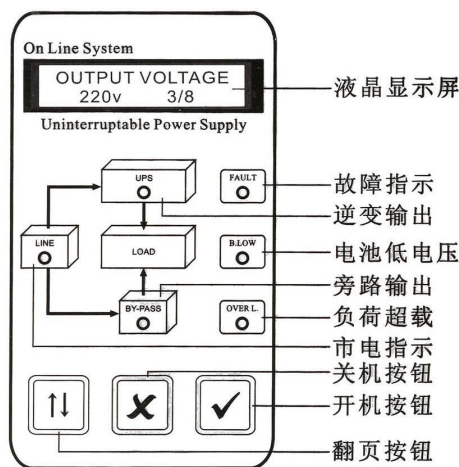 On Line System
OUTPUT VOLTAGE
220v 3/8
液晶显示屏
Uninterruptable Power Supply
UPS
FAULT
故障指示
逆变输出
LINE
LOAD
B.LOW
电池低电压
旁路输出
BY-PASS
OVER L.
负荷超载
市电指示
关机按钮
开机按钮
翻页按钮